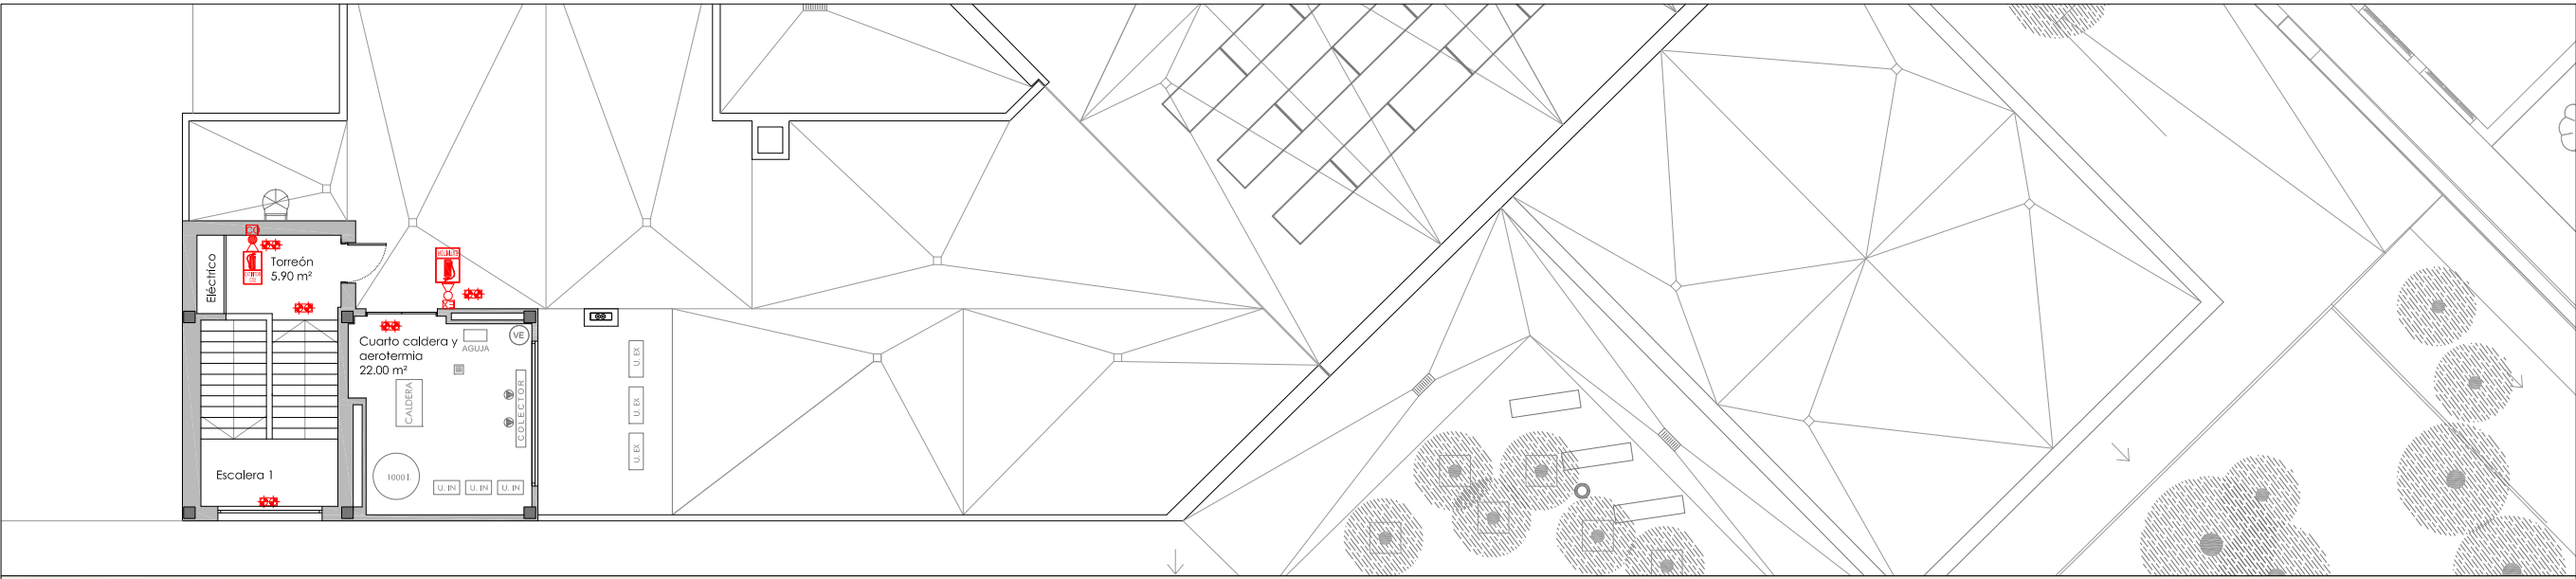 Eléctrico
Torreón
5.90 m²
Cuarto caldera y
aerotermia
22.00 m²
AGUJA
VE
CALDERA
COLECTOR
1000 L
U. IN
U. IN
U. IN
U. EX
U. EX
U. EX
Escalera 1